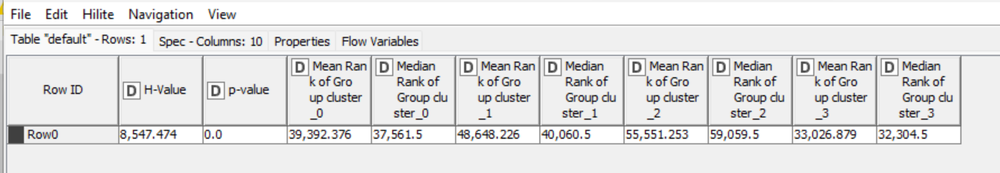 File Edit Hilite Navigation View
Table "default" - Rows: 1 Spec - Columns: 10 Properties Flow Variables
Row ID
D H-Value
D p-value
D Mean Ran
k of Gro
up cluster
_0
D Median
Rank of
Group clu
ster_0
D Mean Ran
k of Gro
up cluster
_1
D Median
Rank of
Group clu
ster_1
D Mean Ran
k of Gro
up cluster
_2
D Median
Rank of
Group clu
ster_2
D Mean Ran
k of Gro
up cluster
_3
D Median
Rank of
Group clu
ster_3
Row0 8,547.474 0.0 39,392.376 37,561.5 48,648.226 40,060.5 55,551.253 59,059.5 33,026.879 32,304.5